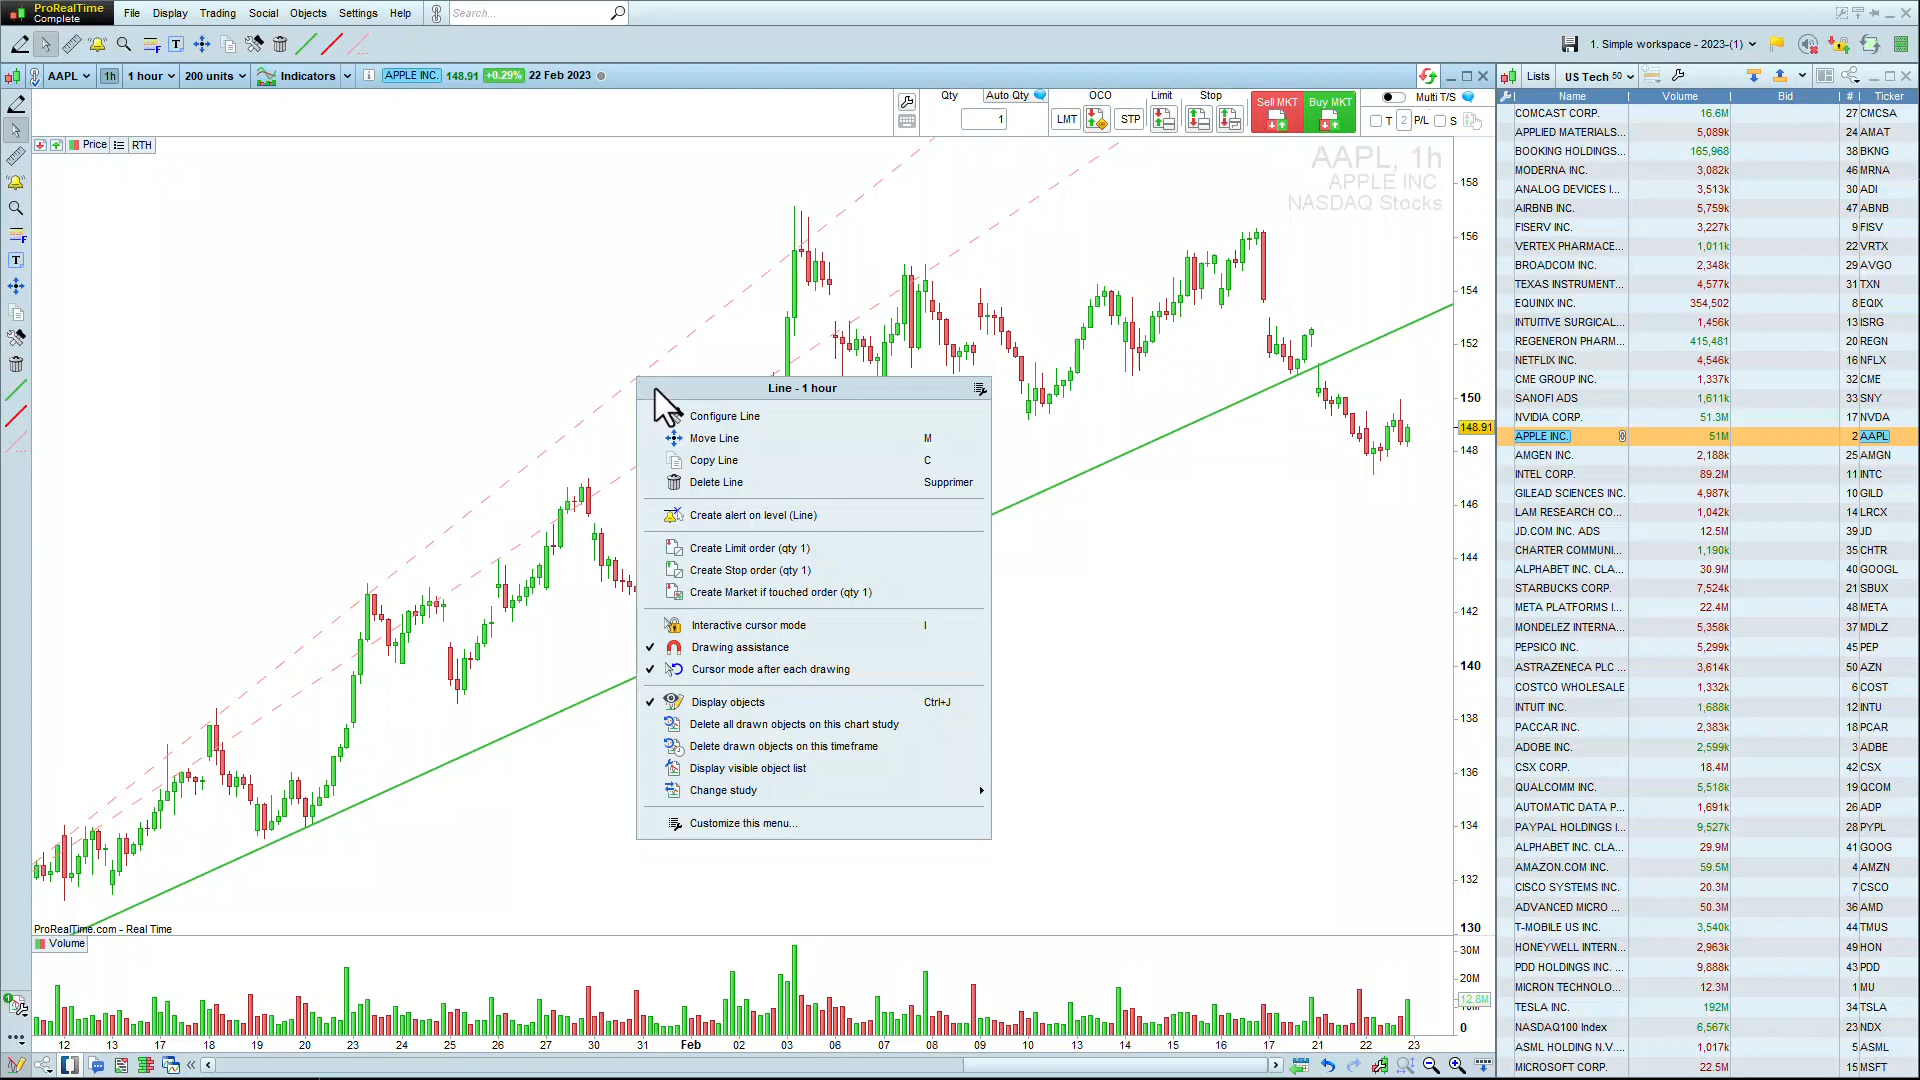 ProRealTime
Complete
File Display Trading Social Objects Settings Help Search...
1. Simple workspace - 2023-(1)
AAPL 1h 1 hour 200 units Indicators APPLE INC. 148.91 +0.29% 22 Feb 2023
Lists US Tech 50
Qty Auto Qty OCO Limit Stop Sell MKT Buy MKT Multi T/S
1 LMT STP T 2 P/L S
Price RTH
AAPL, 1h
APPLE INC
NASDAQ Stocks
158
156
154
152
150
148.91
148
146
144
142
140
138
136
134
132
130
Line - 1 hour
Configure Line
Move Line M
Copy Line C
Delete Line Supprimer
Create alert on level (Line)
Create Limit order (qty 1)
Create Stop order (qty 1)
Create Market if touched order (qty 1)
Interactive cursor mode I
Drawing assistance
Cursor mode after each drawing
Display objects Ctrl+J
Delete all drawn objects on this chart study
Delete drawn objects on this timeframe
Display visible object list
Change study
Customize this menu...
ProRealTime.com - Real Time
Volume
30M
20M
12.8M
0
12 13 17 18 19 20 23 24 25 26 27 30 31 Feb 02 03 06 07 08 09 10 13 14 15 16 17 21 22 23
Name Volume Bid # Ticker
COMCAST CORP. 16.6M 27 CMCSA
APPLIED MATERIALS... 5,089k 24 AMAT
BOOKING HOLDINGS... 165,968 38 BKNG
MODERNA INC. 3,082k 46 MRNA
ANALOG DEVICES I... 3,513k 30 ADI
AIRBNB INC. 5,759k 47 ABNB
FISERV INC. 3,227k 9 FISV
VERTEX PHARMACE... 1,011k 22 VRTX
BROADCOM INC. 2,348k 29 AVGO
TEXAS INSTRUMENT... 4,577k 31 TXN
EQUINIX INC. 354,502 8 EQIX
INTUITIVE SURGICAL... 1,456k 13 ISRG
REGENERON PHARM... 415,481 20 REGN
NETFLIX INC. 4,546k 16 NFLX
CME GROUP INC. 1,337k 32 CME
SANOFI ADS 1,611k 33 SNY
NVIDIA CORP. 51.3M 17 NVDA
APPLE INC. 51M 2 AAPL
AMGEN INC. 2,188k 25 AMGN
INTEL CORP. 89.2M 11 INTC
GILEAD SCIENCES INC. 4,987k 10 GILD
LAM RESEARCH CO... 1,042k 14 LRCX
JD.COM INC. ADS 12.5M 39 JD
CHARTER COMMUNI... 1,190k 35 CHTR
ALPHABET INC. CLA... 30.9M 40 GOOGL
STARBUCKS CORP. 7,524k 21 SBUX
META PLATFORMS I... 22.4M 48 META
MONDELEZ INTERNA... 5,358k 37 MDLZ
PEPSICO INC. 5,299k 45 PEP
ASTRAZENECA PLC ... 3,614k 50 AZN
COSTCO WHOLESALE 1,332k 6 COST
INTUIT INC. 1,688k 12 INTU
PACCAR INC. 2,383k 18 PCAR
ADOBE INC. 2,599k 3 ADBE
CSX CORP. 18.4M 42 CSX
QUALCOMM INC. 5,518k 19 QCOM
AUTOMATIC DATA P... 1,691k 26 ADP
PAYPAL HOLDINGS I... 9,527k 28 PYPL
ALPHABET INC. CLA... 29.9M 41 GOOG
AMAZON.COM INC. 59.5M 4 AMZN
CISCO SYSTEMS INC. 20.3M 7 CSCO
ADVANCED MICRO ... 50.3M 36 AMD
T-MOBILE US INC. 3,540k 44 TMUS
HONEYWELL INTERN... 2,963k 49 HON
PDD HOLDINGS INC. ... 9,888k 43 PDD
MICRON TECHNOLO... 12.3M 1 MU
TESLA INC. 192M 34 TSLA
NASDAQ100 Index 6,567k 23 NDX
ASML HOLDING N.V.... 1,017k 5 ASML
MICROSOFT CORP. 22.5M 15 MSFT